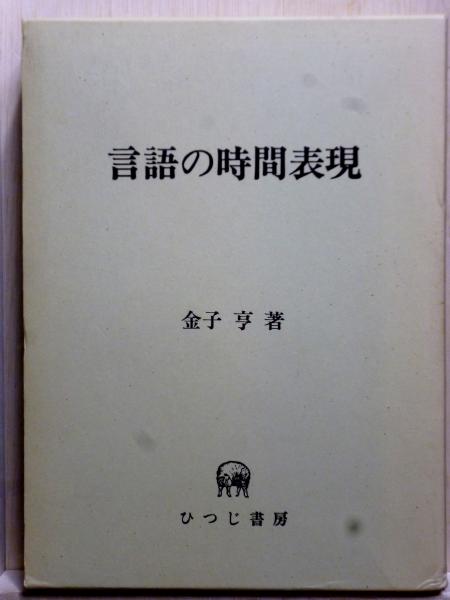 言語の時間表現
金子 亨 著
ひつじ書房